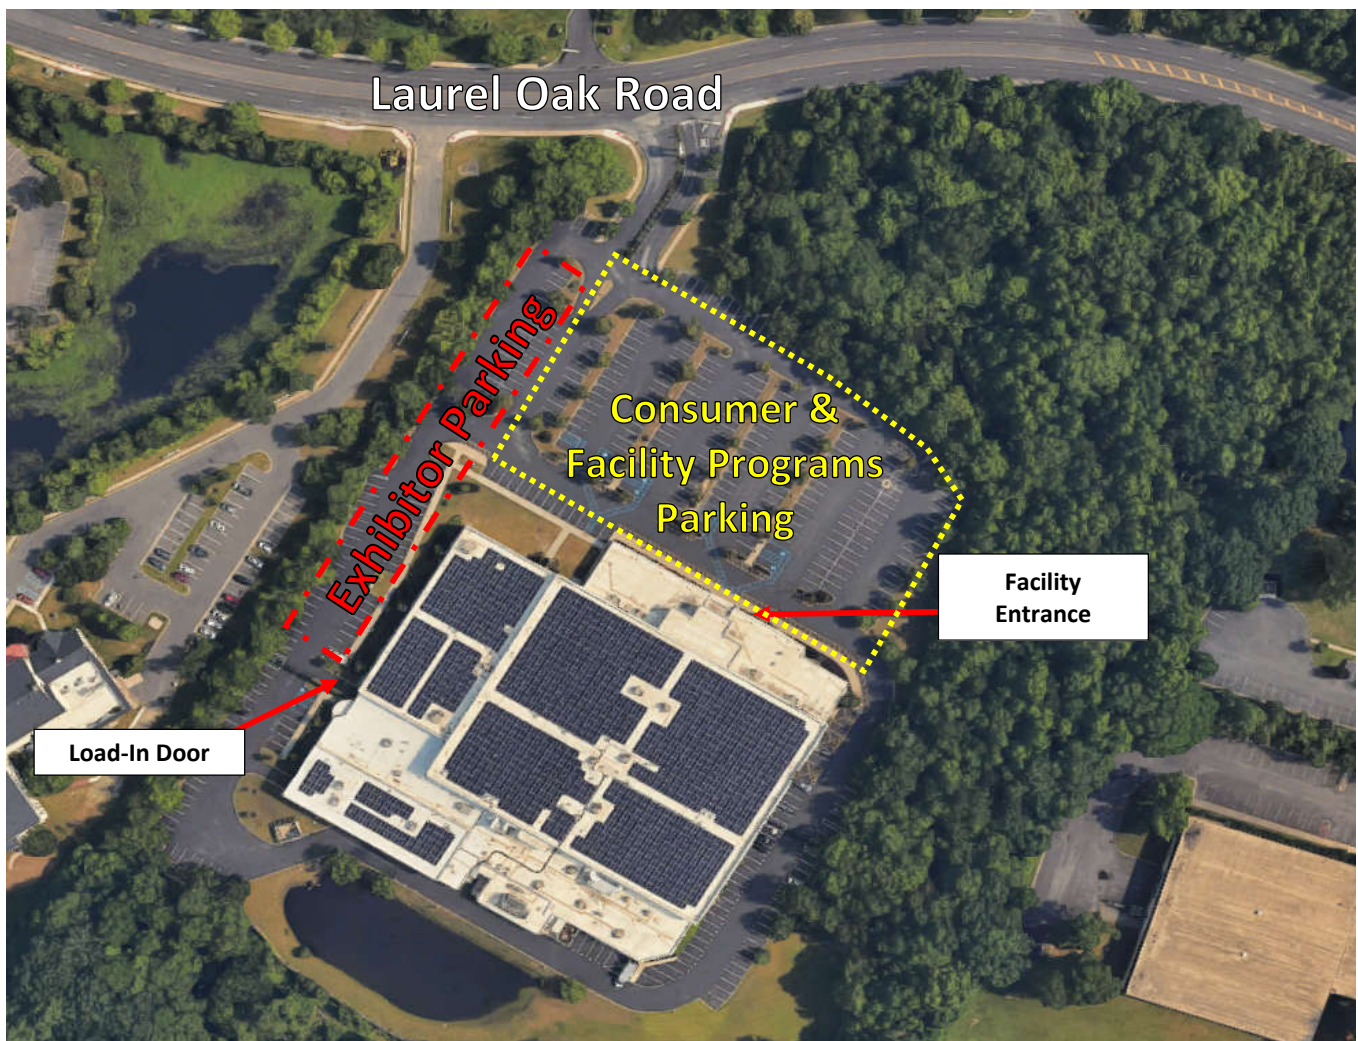 Laurel Oak Road
Exhibitor Parking
Consumer &
Facility Programs
Parking
Facility
Entrance
Load-In Door